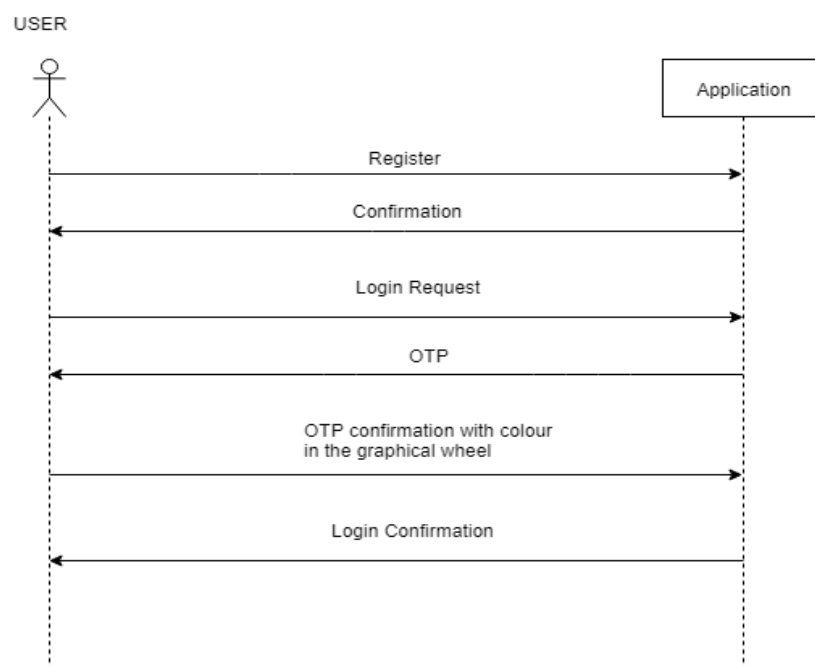 USER
Application
Register
Confirmation
Login Request
OTP
OTP confirmation with colour
in the graphical wheel
Login Confirmation